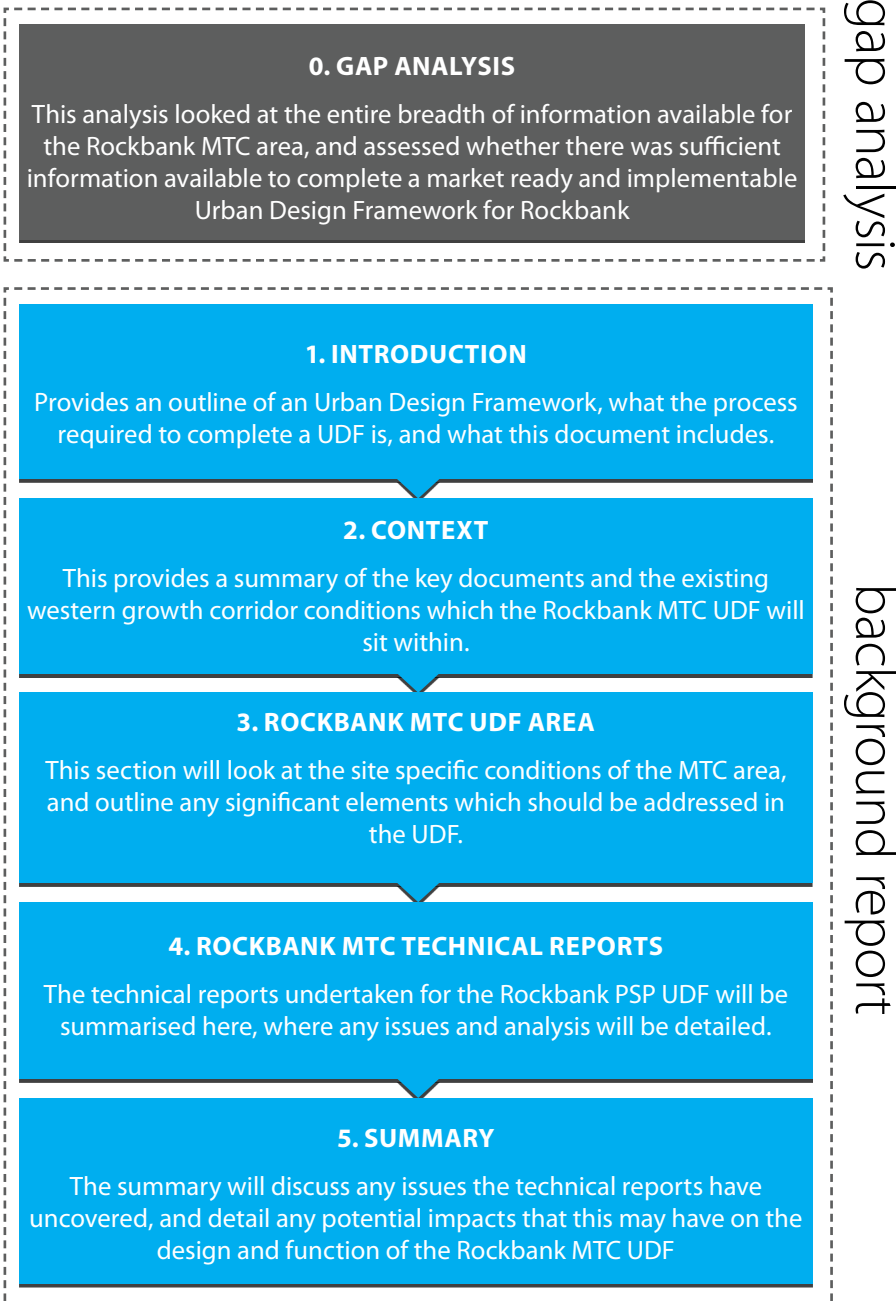 0. GAP ANALYSIS
This analysis looked at the entire breadth of information available for
the Rockbank MTC area, and assessed whether there was sufficient
information available to complete a market ready and implementable
Urban Design Framework for Rockbank
gap analysis
1. INTRODUCTION
Provides an outline of an Urban Design Framework, what the process
required to complete a UDF is, and what this document includes.
2. CONTEXT
This provides a summary of the key documents and the existing
western growth corridor conditions which the Rockbank MTC UDF will
sit within.
3. ROCKBANK MTC UDF AREA
This section will look at the site specific conditions of the MTC area,
and outline any significant elements which should be addressed in
the UDF.
4. ROCKBANK MTC TECHNICAL REPORTS
The technical reports undertaken for the Rockbank PSP UDF will be
summarised here, where any issues and analysis will be detailed.
5. SUMMARY
The summary will discuss any issues the technical reports have
uncovered, and detail any potential impacts that this may have on the
design and function of the Rockbank MTC UDF
background report